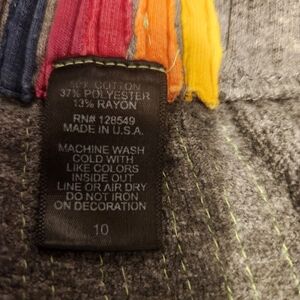 COTTON
37% POLYESTER
13% RAYON
RN# 128549
MADE IN U.S.A.
MACHINE WASH
COLD WITH
LIKE COLORS
INSIDE OUT
LINE OR AIR DRY
DO NOT IRON
ON DECORATION
10